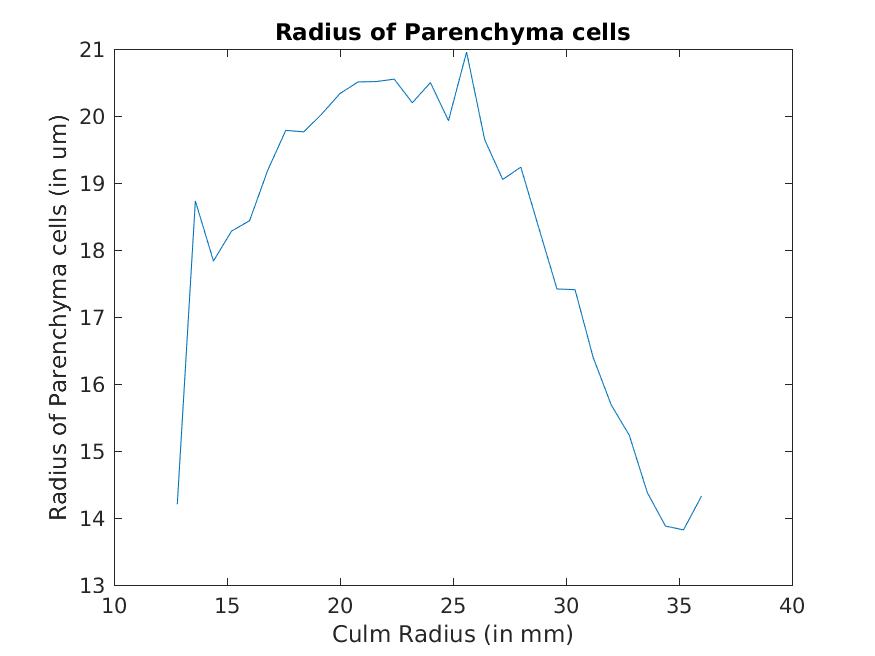 Radius of Parenchyma cells
21
20
19
18
17
16
15
14
13
Radius of Parenchyma cells (in um)
10 15 20 25 30 35 40
Culm Radius (in mm)